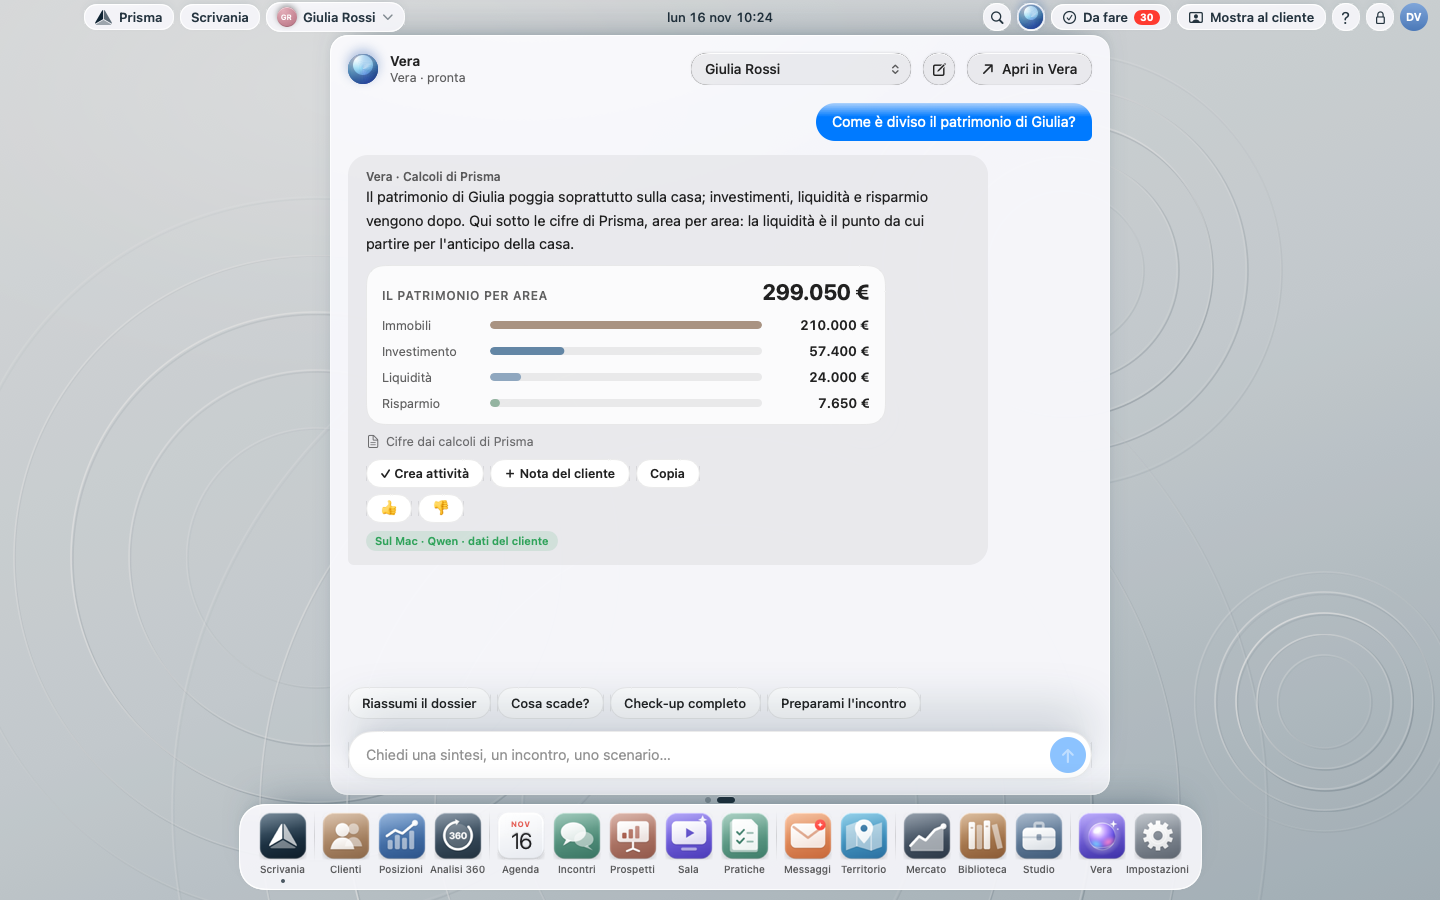 Prisma
Scrivania
GR Giulia Rossi
lun 16 nov 10:24
Da fare 30
Mostra al cliente
?
DV
Vera
Vera · pronta
Giulia Rossi
Apri in Vera
Come è diviso il patrimonio di Giulia?
Vera · Calcoli di Prisma
Il patrimonio di Giulia poggia soprattutto sulla casa; investimenti, liquidità e risparmio
vengono dopo. Qui sotto le cifre di Prisma, area per area: la liquidità è il punto da cui
partire per l'anticipo della casa.
IL PATRIMONIO PER AREA 299.050 €
Immobili 210.000 €
Investimento 57.400 €
Liquidità 24.000 €
Risparmio 7.650 €
Cifre dai calcoli di Prisma
Crea attività
Nota del cliente
Copia
Sul Mac · Qwen · dati del cliente
Riassumi il dossier
Cosa scade?
Check-up completo
Preparami l'incontro
Chiedi una sintesi, un incontro, uno scenario...
360
NOV
16
Scrivania
Clienti
Posizioni
Analisi 360
Agenda
Incontri
Prospetti
Sala
Pratiche
Messaggi
Territorio
Mercato
Biblioteca
Studio
Vera
Impostazioni